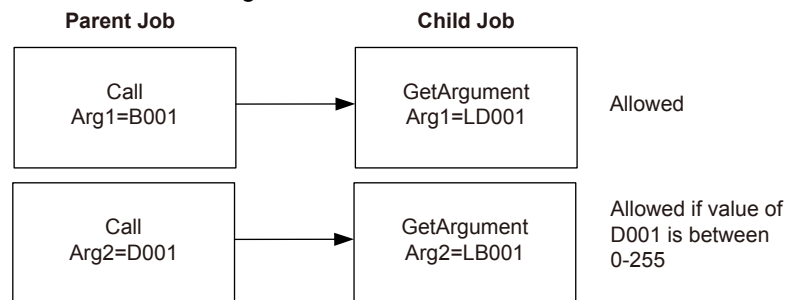 Parent Job
Child Job
Call
Arg1=B001
GetArgument
Arg1=LD001
Allowed
Call
Arg2=D001
GetArgument
Arg2=LB001
Allowed if value of
D001 is between
0-255